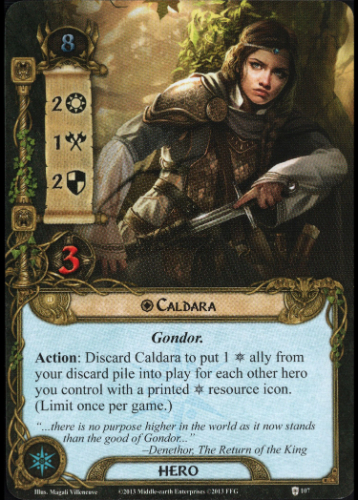 8
2
1
2
3
CALDARA
Gondor.
Action: Discard Caldara to put 1 ally from
your discard pile into play for each other hero
you control with a printed resource icon.
(Limit once per game.)
"...there is no purpose higher in the world as it now stands
than the good of Gondor..."
–Denethor, The Return of the King
HERO
Illus. Magali Villeneuve
©2013 Middle-earth Enterprises ©2013 FFG
107